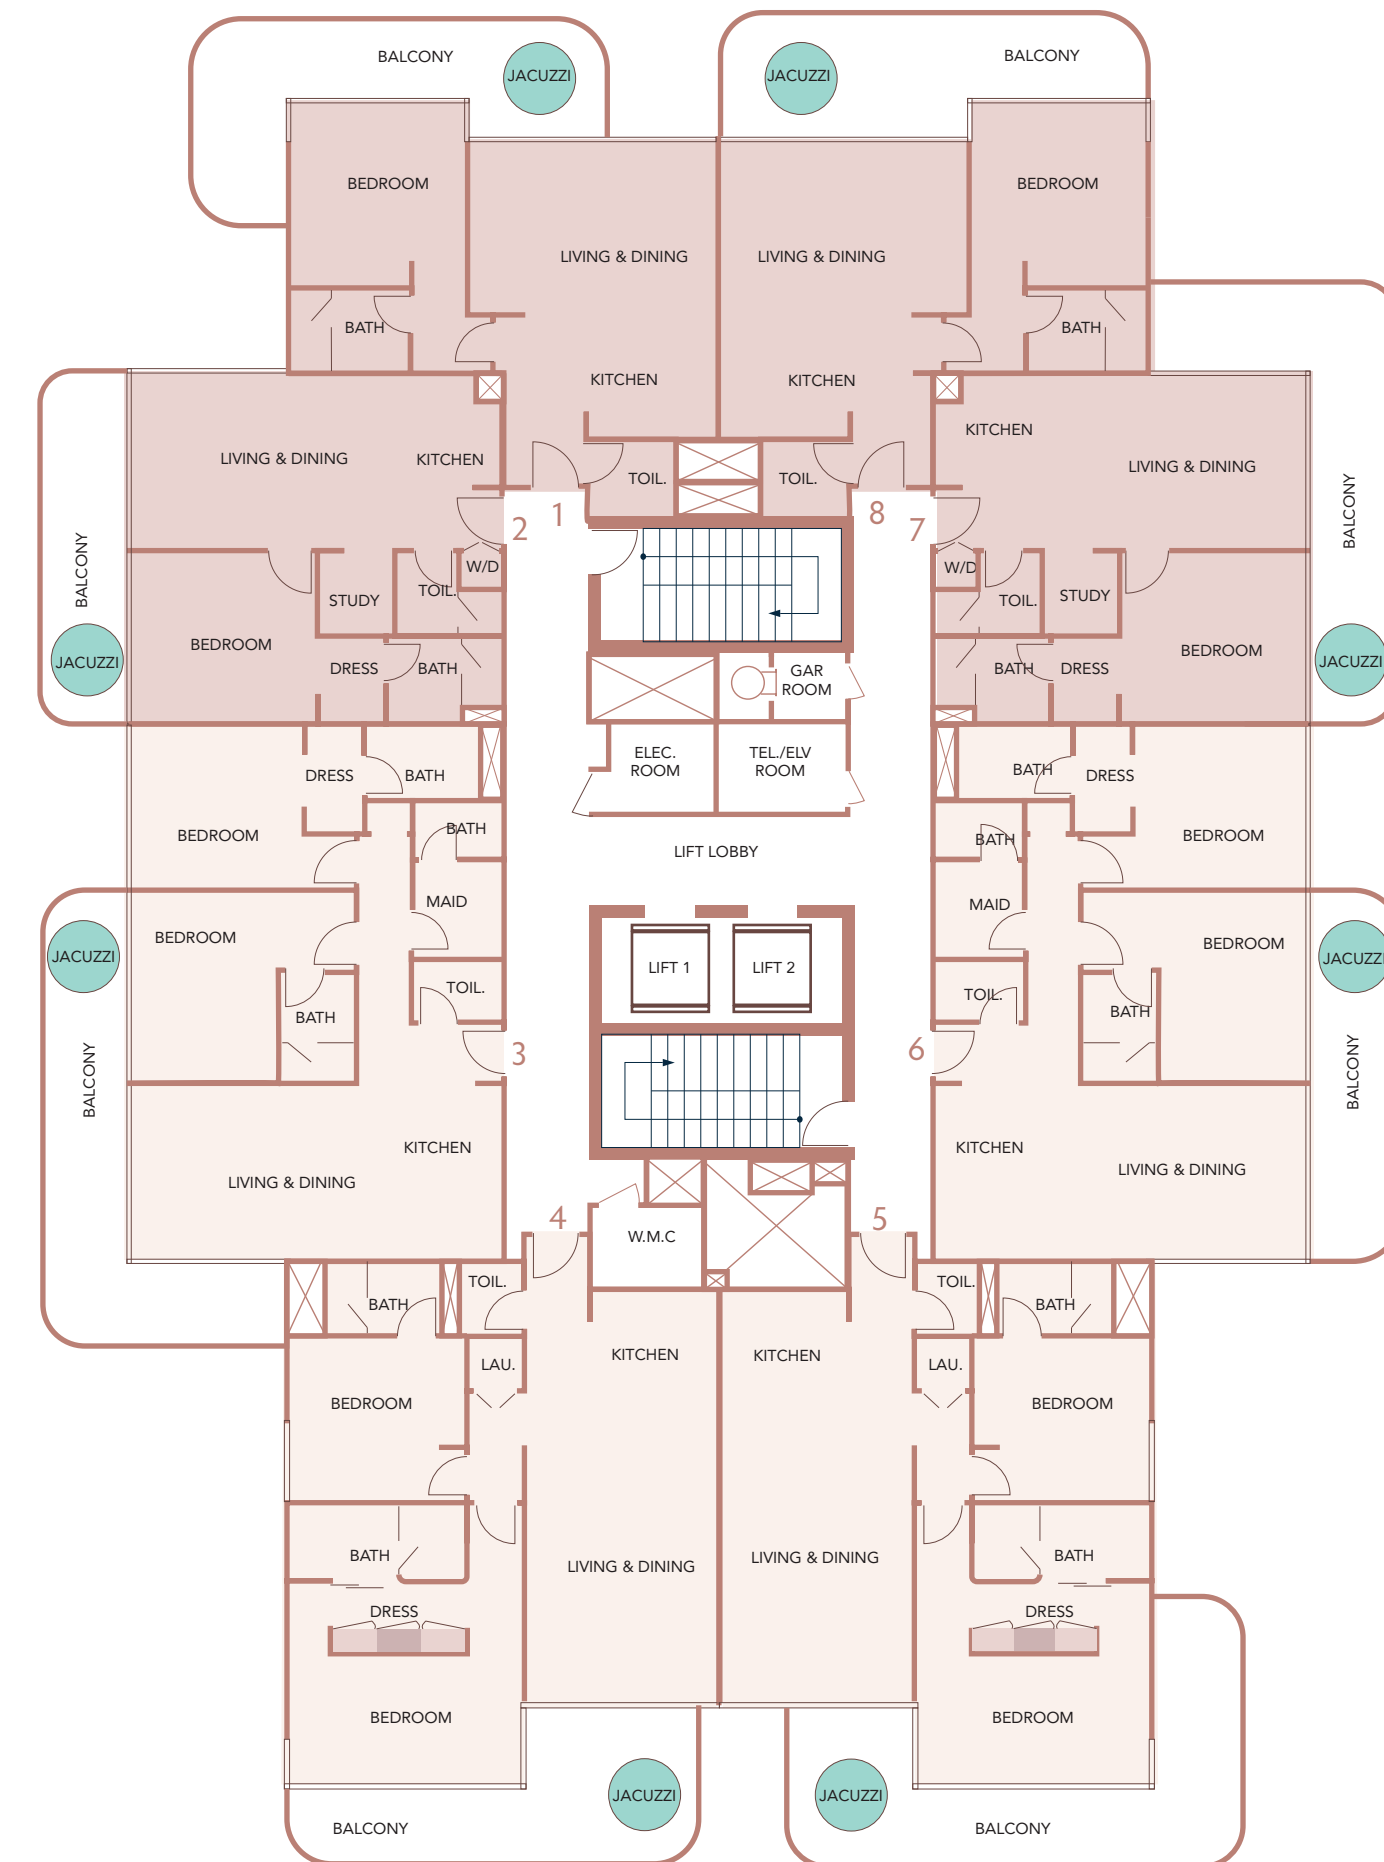 BALCONY
JACUZZI
JACUZZI
BALCONY
BEDROOM
BEDROOM
LIVING & DINING
LIVING & DINING
BATH
BATH
KITCHEN
KITCHEN
LIVING & DINING
KITCHEN
TOIL.
TOIL.
KITCHEN
LIVING & DINING
BALCONY
1
2
8
7
BALCONY
W/D
W/D
STUDY
TOIL.
TOIL.
STUDY
BEDROOM
BEDROOM
JACUZZI
JACUZZI
DRESS
BATH
GAR
ROOM
BATH
DRESS
ELEC.
ROOM
TEL./ELV
ROOM
DRESS
BATH
BATH
DRESS
BEDROOM
BATH
BATH
BEDROOM
LIFT LOBBY
MAID
MAID
BEDROOM
BEDROOM
JACUZZI
JACUZZI
LIFT 1
LIFT 2
TOIL.
TOIL.
BATH
BATH
3
6
BALCONY
BALCONY
KITCHEN
KITCHEN
LIVING & DINING
LIVING & DINING
4
5
W.M.C
TOIL.
TOIL.
BATH
BATH
KITCHEN
KITCHEN
LAU.
LAU.
BEDROOM
BEDROOM
BATH
LIVING & DINING
LIVING & DINING
BATH
DRESS
DRESS
BEDROOM
BEDROOM
JACUZZI
JACUZZI
BALCONY
BALCONY